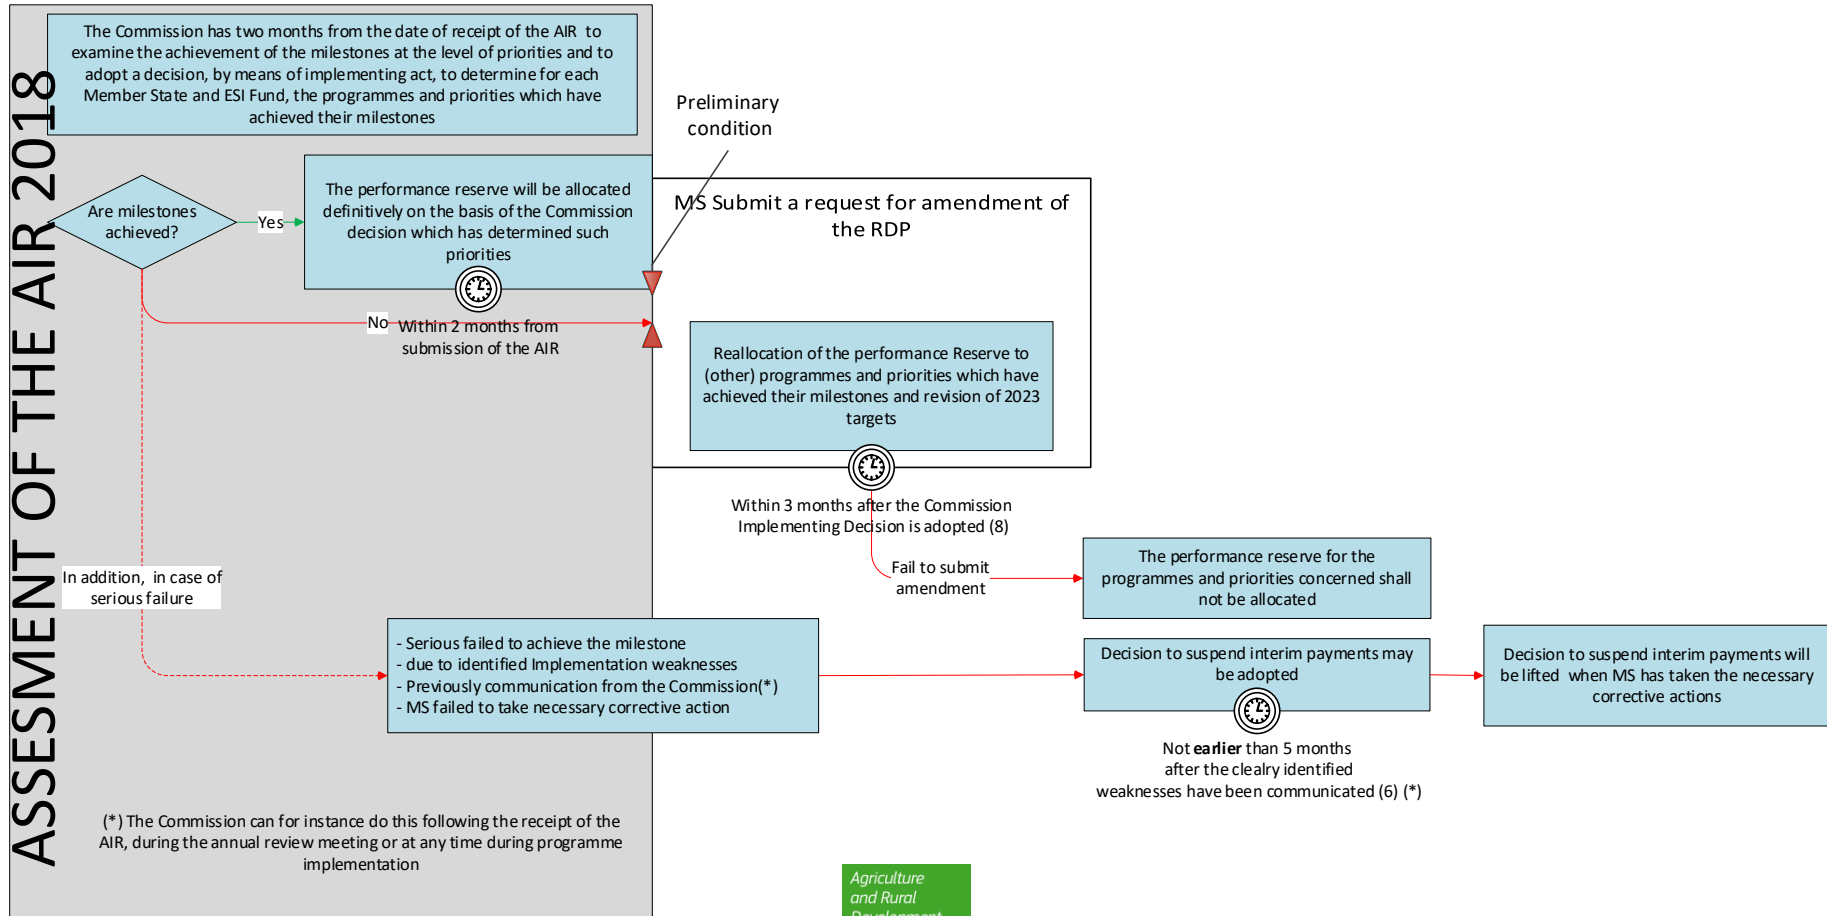 ASSESMENT OF THE AIR 2018
The Commission has two months from the date of receipt of the AIR to
examine the achievement of the milestones at the level of priorities and to
adopt a decision, by means of implementing act, to determine for each
Member State and ESI Fund, the programmes and priorities which have
achieved their milestones
Preliminary
condition
Are milestones
achieved?
Yes
The performance reserve will be allocated
definitively on the basis of the Commission
decision which has determined such
priorities
MS Submit a request for amendment of
the RDP
No
Within 2 months from
submission of the AIR
Reallocation of the performance Reserve to
(other) programmes and priorities which have
achieved their milestones and revision of 2023
targets
Within 3 months after the Commission
Implementing Decision is adopted (8)
Fail to submit
amendment
The performance reserve for the
programmes and priorities concerned shall
not be allocated
In addition, in case of
serious failure
- Serious failed to achieve the milestone
- due to identified Implementation weaknesses
- Previously communication from the Commission(*)
- MS failed to take necessary corrective action
Decision to suspend interim payments may
be adopted
Decision to suspend interim payments will
be lifted when MS has taken the necessary
corrective actions
Not earlier than 5 months
after the clealry identified
weaknesses have been communicated (6) (*)
(*) The Commission can for instance do this following the receipt of the
AIR, during the annual review meeting or at any time during programme
implementation
Agriculture
and Rural
Development